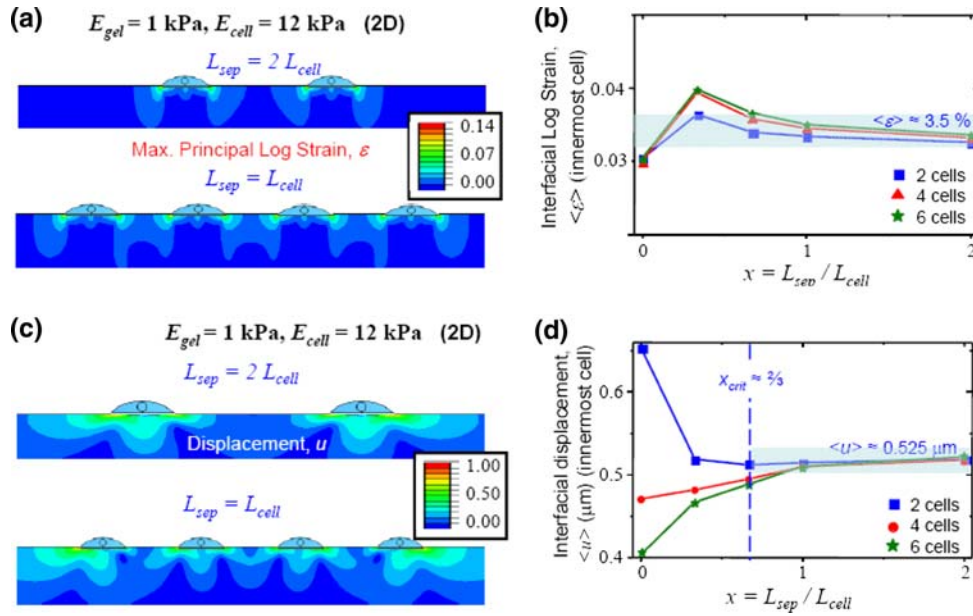 (a)
E_gel = 1 kPa, E_cell = 12 kPa (2D)
L_sep = 2 L_cell
0.14
0.07
0.00
Max. Principal Log Strain, ε
L_sep = L_cell
(b)
Interfacial Log Strain,
<ε> (innermost cell)
0.04
0.03
<ε> ≈ 3.5 %
2 cells
4 cells
6 cells
0
1
2
x = L_sep / L_cell
(c)
E_gel = 1 kPa, E_cell = 12 kPa (2D)
L_sep = 2 L_cell
Displacement, u
1.00
0.50
0.00
L_sep = L_cell
(d)
Interfacial displacement,
<u> (µm) (innermost cell)
0.6
0.5
0.4
x_crit ≈ ⅔
<u> ≈ 0.525 µm
2 cells
4 cells
6 cells
0
1
2
x = L_sep / L_cell